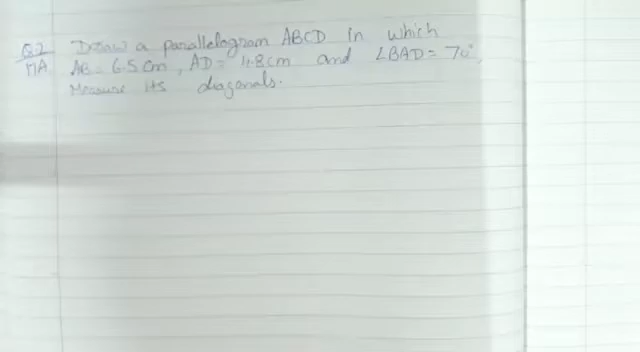 Q2 Draw a parallelogram ABCD in which
17A AB = 6.5 cm, AD = 4.8 cm and ∠BAD = 70°,
Measure its diagonals.